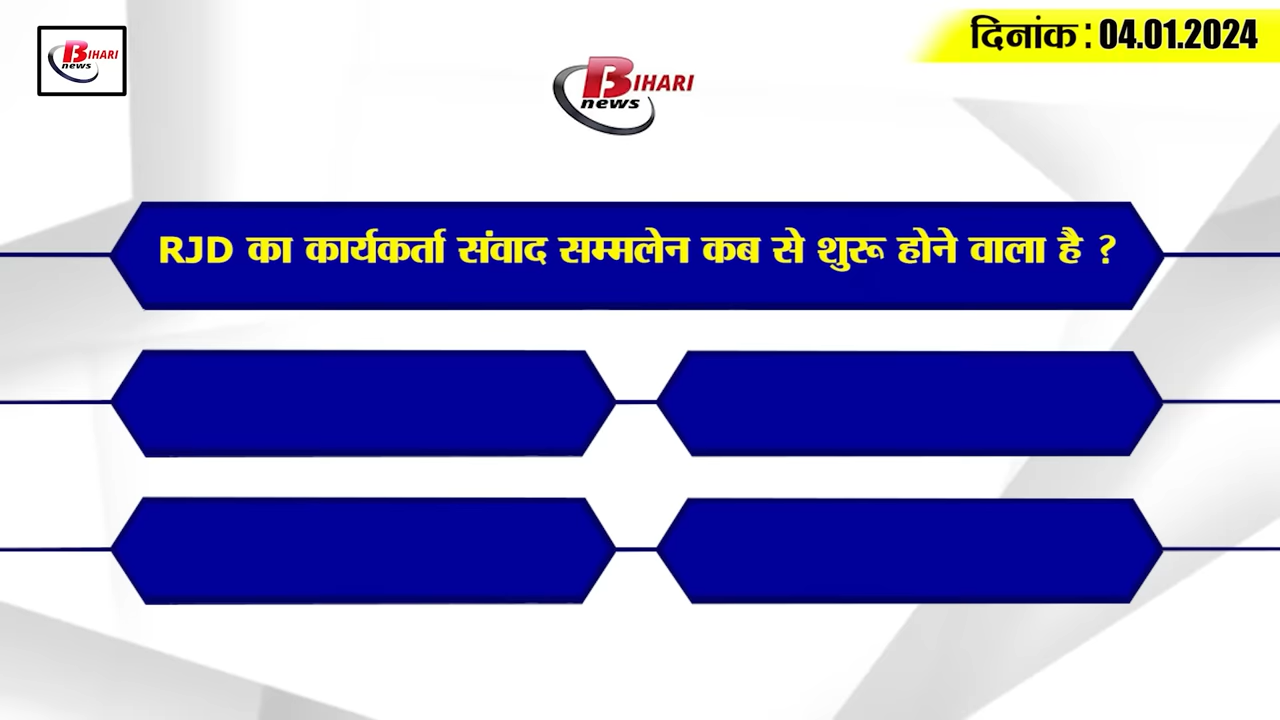 BIHARI
news
दिनांक : 04.01.2024
BIHARI
news
RJD का कार्यकर्ता संवाद सम्मलेन कब से शुरू होने वाला है ?